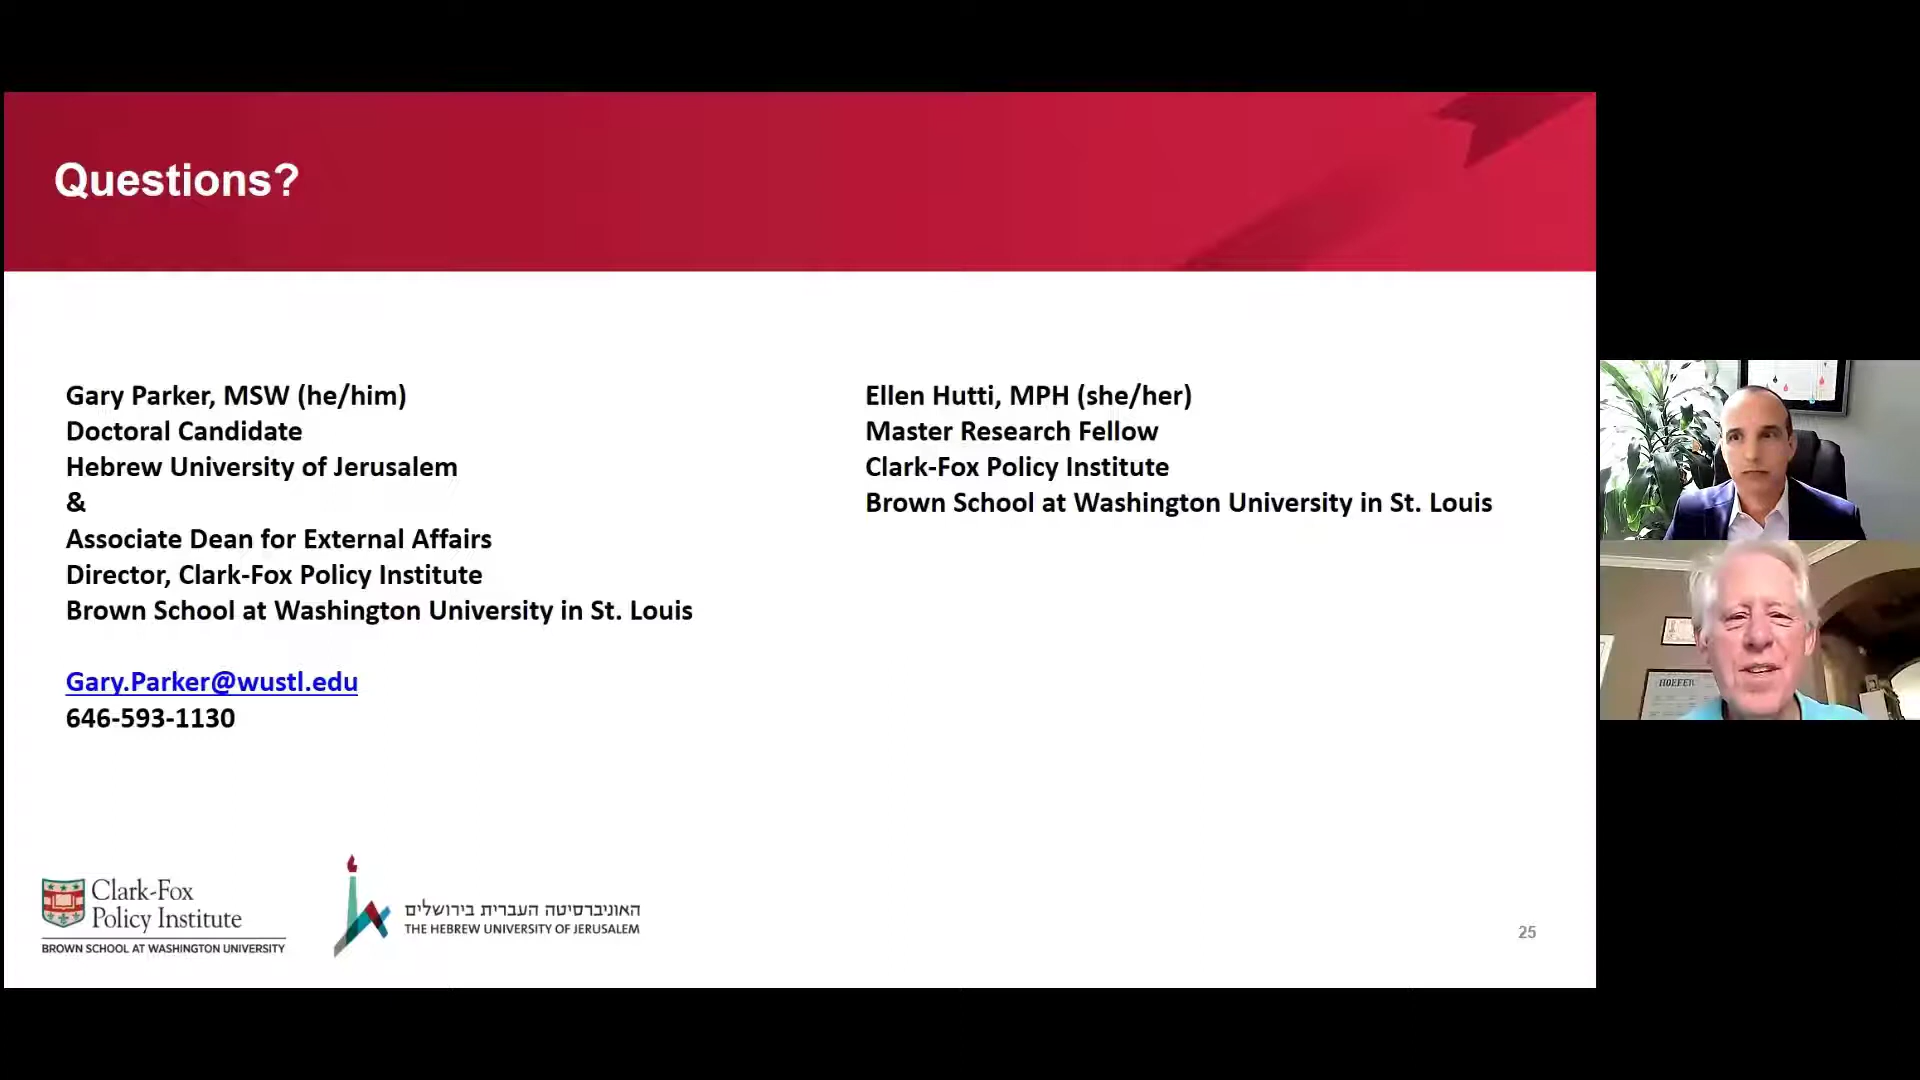 Questions?
Gary Parker, MSW (he/him)
Doctoral Candidate
Hebrew University of Jerusalem
&
Associate Dean for External Affairs
Director, Clark-Fox Policy Institute
Brown School at Washington University in St. Louis
Gary.Parker@wustl.edu
646-593-1130
Ellen Hutti, MPH (she/her)
Master Research Fellow
Clark-Fox Policy Institute
Brown School at Washington University in St. Louis
HOEFER
Clark-Fox
Policy Institute
BROWN SCHOOL AT WASHINGTON UNIVERSITY
האוניברסיטה העברית בירושלים
THE HEBREW UNIVERSITY OF JERUSALEM
25